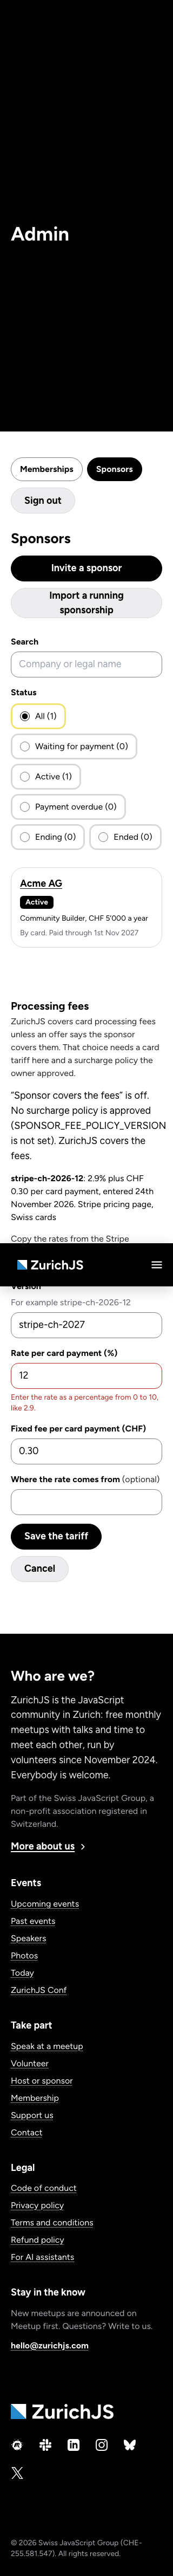 Admin
Memberships
Sponsors
Sign out
Sponsors
Invite a sponsor
Import a running
sponsorship
Search
Company or legal name
Status
All (1)
Waiting for payment (0)
Active (1)
Payment overdue (0)
Ending (0)
Ended (0)
Acme AG
Active
Community Builder, CHF 5'000 a year
By card. Paid through 1st Nov 2027
Processing fees
ZurichJS covers card processing fees
unless an offer says the sponsor
covers them. That choice needs a card
tariff here and a surcharge policy the
owner approved.
“Sponsor covers the fees” is off.
No surcharge policy is approved
(SPONSOR_FEE_POLICY_VERSION
is not set). ZurichJS covers the
fees.
stripe-ch-2026-12: 2.9% plus CHF
0.30 per card payment, entered 24th
November 2026. Stripe pricing page,
Swiss cards
Copy the rates from the Stripe
ZurichJS
Version
For example stripe-ch-2026-12
stripe-ch-2027
Rate per card payment (%)
12
Enter the rate as a percentage from 0 to 10,
like 2.9.
Fixed fee per card payment (CHF)
0.30
Where the rate comes from (optional)
Save the tariff
Cancel
Who are we?
ZurichJS is the JavaScript
community in Zurich: free monthly
meetups with talks and time to
meet each other, run by
volunteers since November 2024.
Everybody is welcome.
Part of the Swiss JavaScript Group, a
non-profit association registered in
Switzerland.
More about us
Events
Upcoming events
Past events
Speakers
Photos
Today
ZurichJS Conf
Take part
Speak at a meetup
Volunteer
Host or sponsor
Membership
Support us
Contact
Legal
Code of conduct
Privacy policy
Terms and conditions
Refund policy
For AI assistants
Stay in the know
New meetups are announced on
Meetup first. Questions? Write to us.
hello@zurichjs.com
ZurichJS
© 2026 Swiss JavaScript Group (CHE-
255.581.547). All rights reserved.